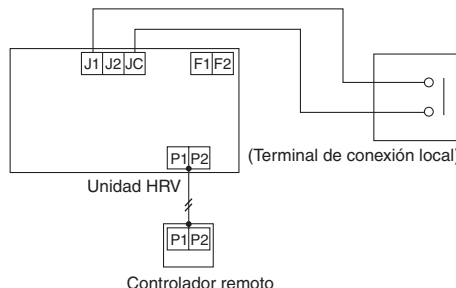 J1 J2 JC F1 F2
P1 P2
(Terminal de conexión local)
Unidad HRV
P1 P2
Controlador remoto